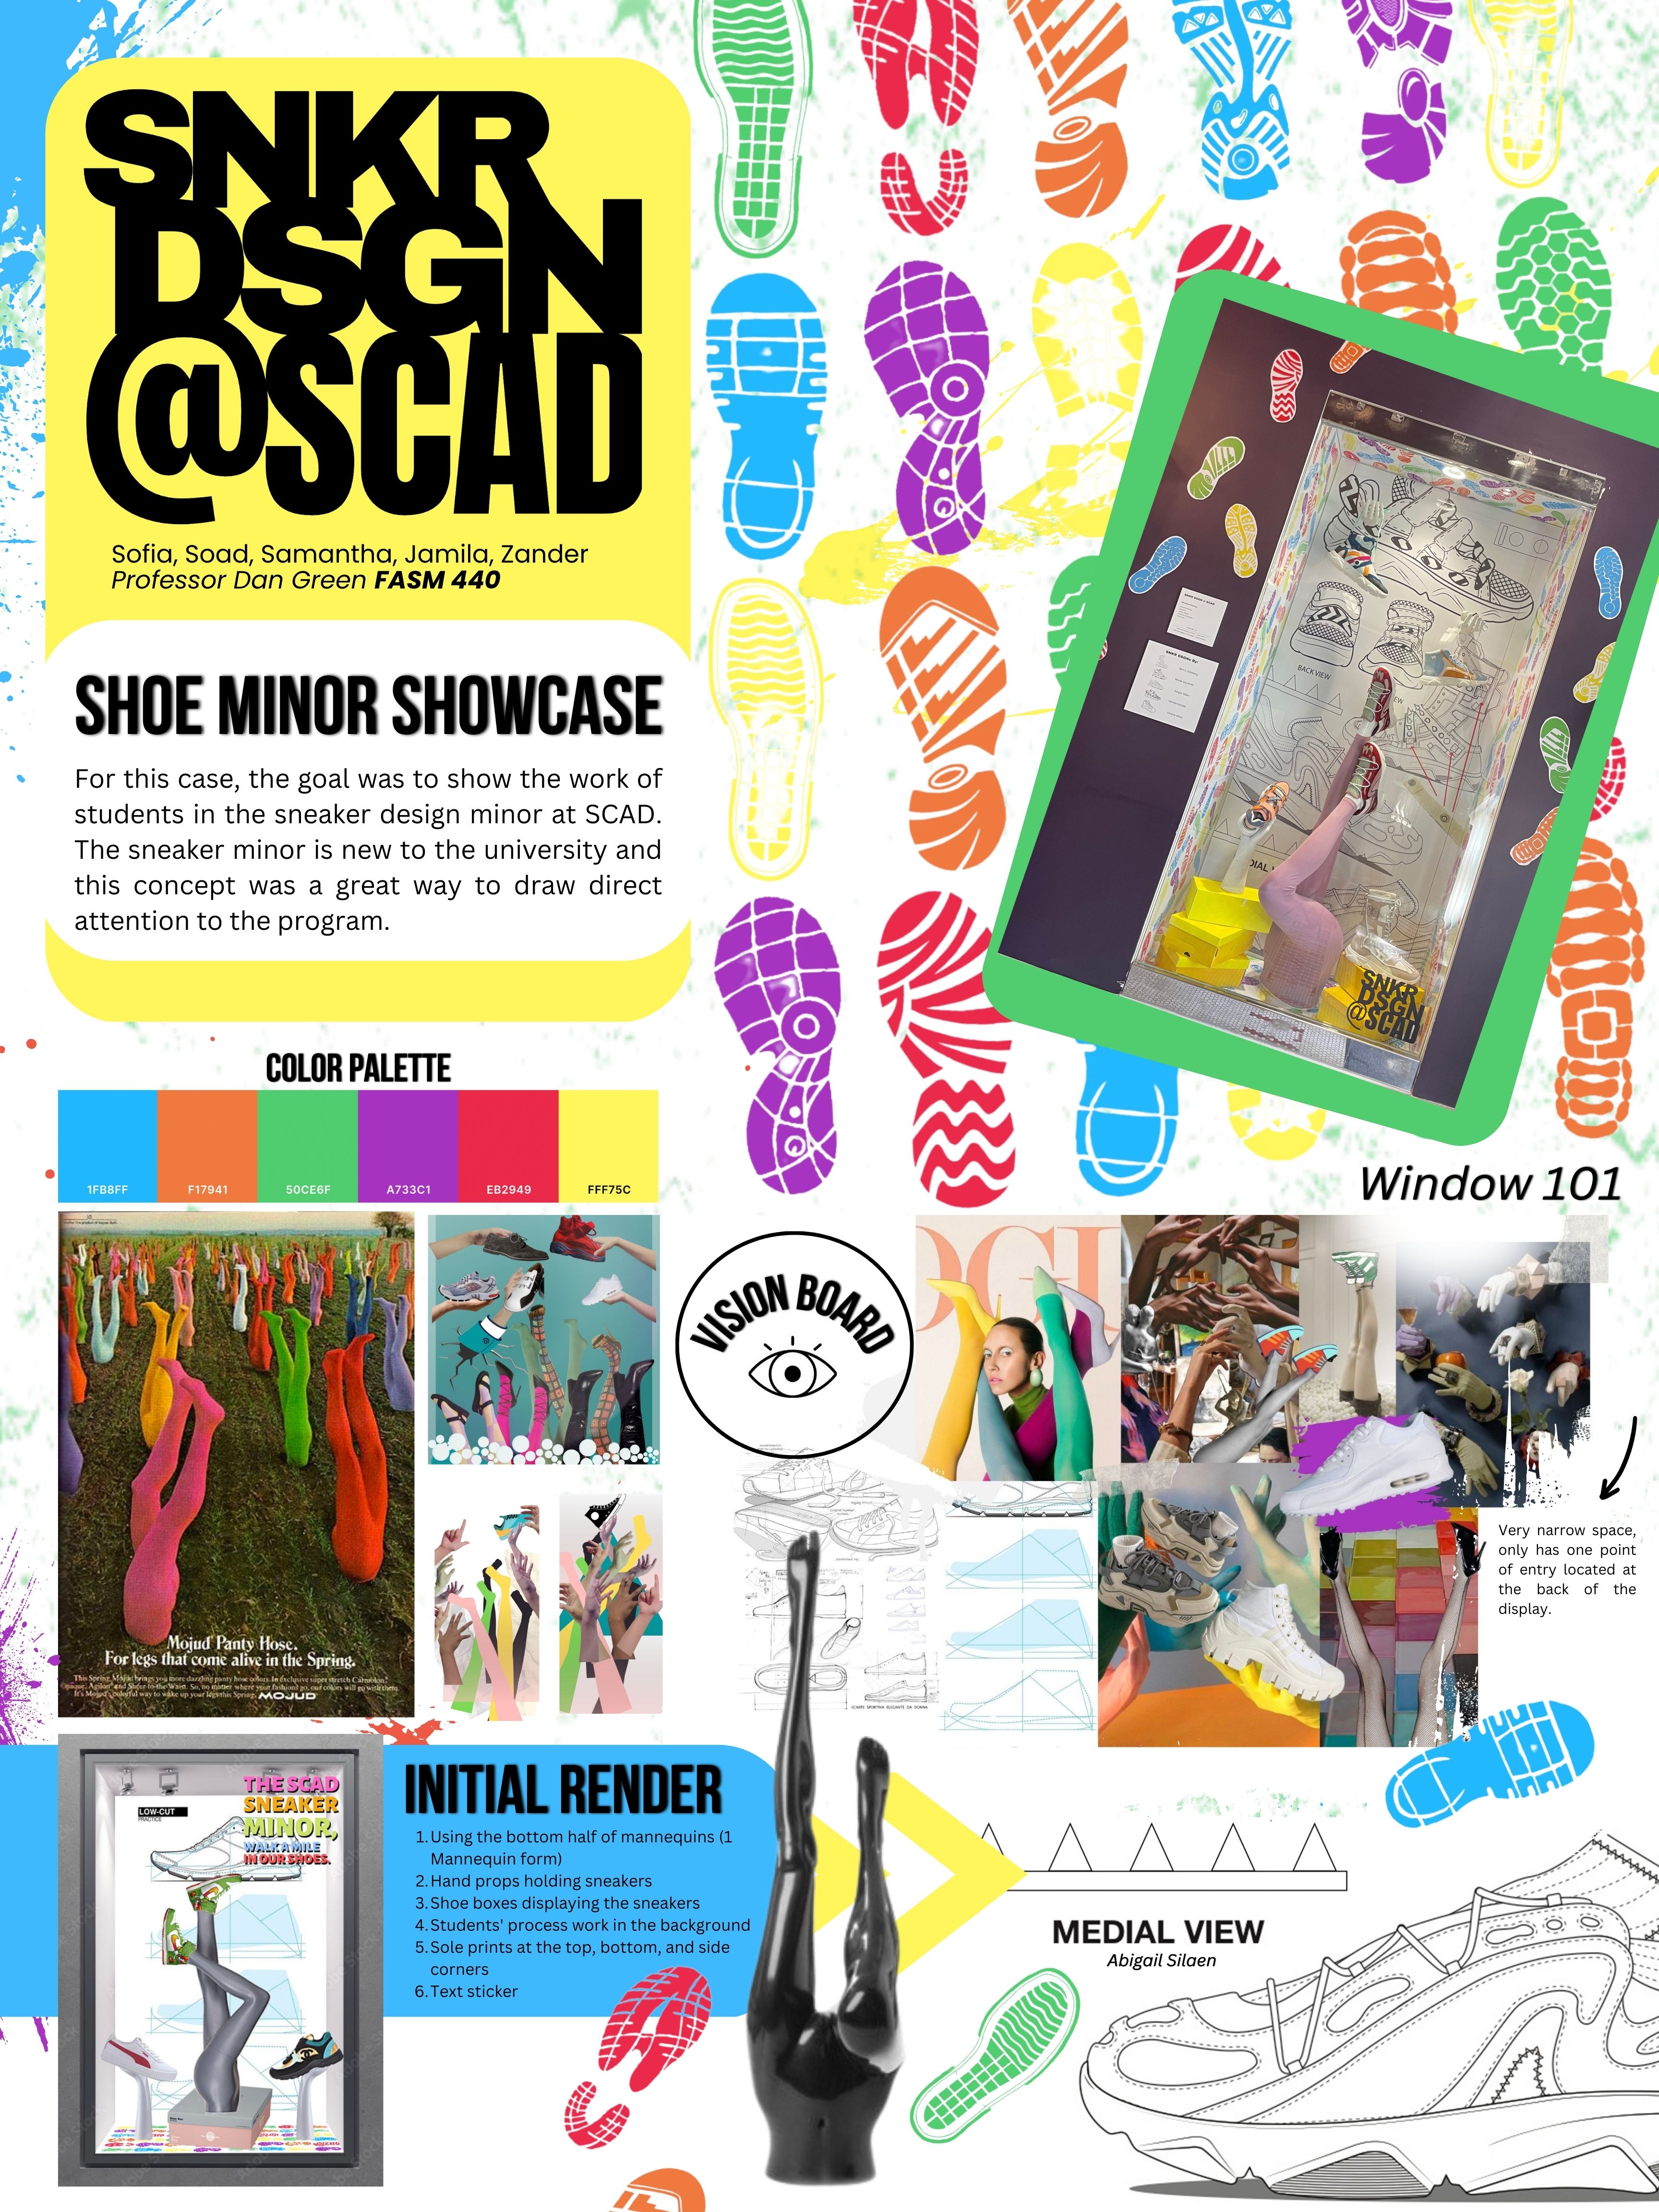 SNKR
DSGN
@SCAD
Sofia, Soad, Samantha, Jamila, Zander
Professor Dan Green FASM 440
SHOE MINOR SHOWCASE
For this case, the goal was to show the work of
students in the sneaker design minor at SCAD.
The sneaker minor is new to the university and
this concept was a great way to draw direct
attention to the program.
BACK VIEW
SNKR
DSGN
@SCAD
Window 101
COLOR PALETTE
1FB8FF
F17941
50CE6F
A733C1
EB2949
FFF75C
VISION BOARD
Mojud Panty Hose.
For legs that come alive in the Spring.
MOJUD
Very narrow space,
only has one point
of entry located at
the back of the
display.
THE SCAD
SNEAKER
MINOR,
WALK A MILE
IN OUR SHOES.
LOW-CUT
PRACTICE
INITIAL RENDER
1. Using the bottom half of mannequins (1
Mannequin form)
2. Hand props holding sneakers
3. Shoe boxes displaying the sneakers
4. Students' process work in the background
5. Sole prints at the top, bottom, and side
corners
6. Text sticker
MEDIAL VIEW
Abigail Silaen